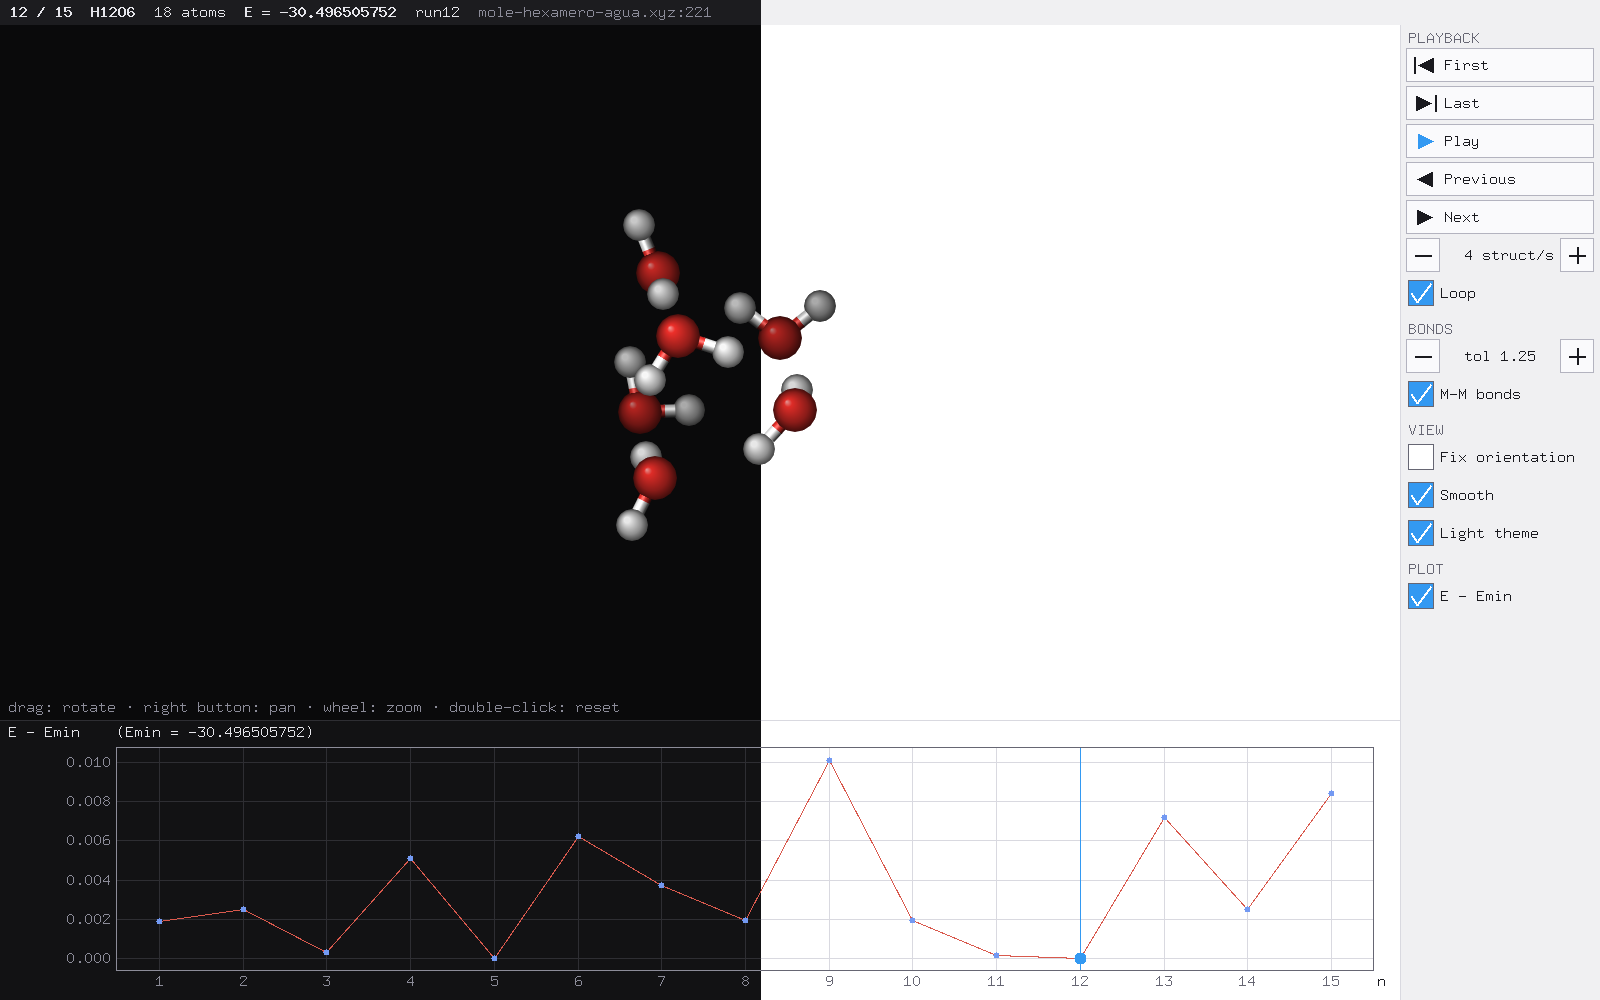 12 / 15 H1206 18 atoms E = -30.496505752 run12 mole-hexamero-agua.xyz:221
PLAYBACK
First
Last
Play
Previous
Next
4 struct/s
Loop
BONDS
tol 1.25
M-M bonds
VIEW
Fix orientation
Smooth
Light theme
PLOT
E - Emin
drag: rotate · right button: pan · wheel: zoom · double-click: reset
E - Emin (Emin = -30.496505752)
0.010
0.008
0.006
0.004
0.002
0.000
1 2 3 4 5 6 7 8 9 10 11 12 13 14 15 n